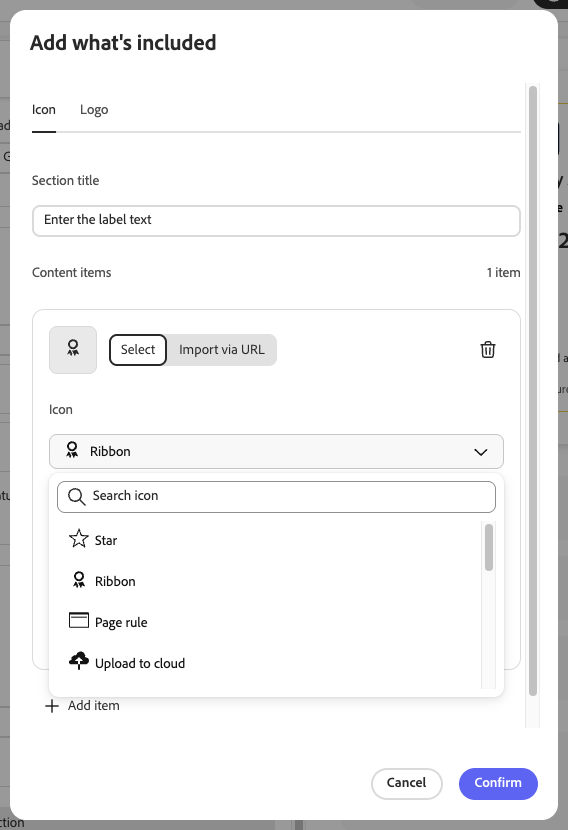 Add what's included
Icon Logo
Section title
Enter the label text
Content items 1 item
Select Import via URL
Icon
Ribbon
Search icon
Star
Ribbon
Page rule
Upload to cloud
Add item
Cancel Confirm